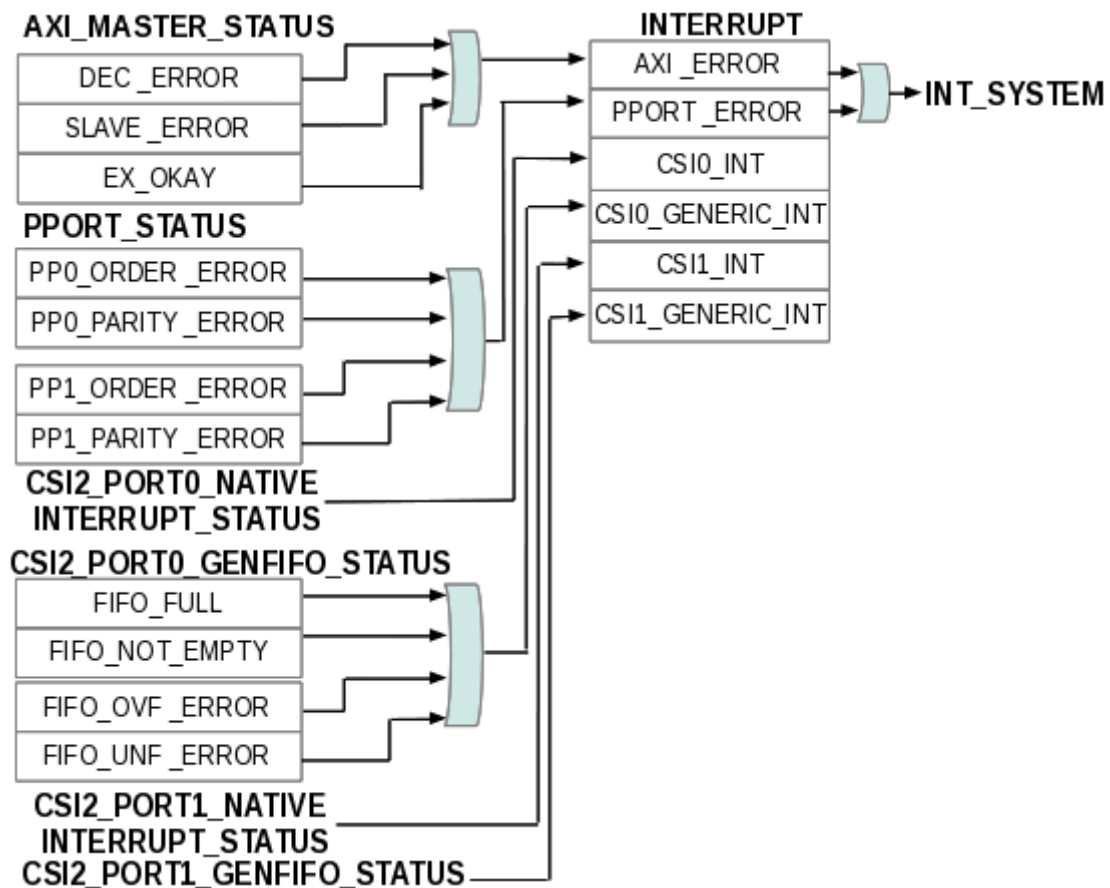 AXI_MASTER_STATUS
DEC _ERROR
SLAVE _ERROR
EX_OKAY
PPORT_STATUS
PP0_ORDER _ERROR
PP0_PARITY _ERROR
PP1_ORDER _ERROR
PP1_PARITY _ERROR
CSI2_PORT0_NATIVE
INTERRUPT_STATUS
CSI2_PORT0_GENFIFO_STATUS
FIFO_FULL
FIFO_NOT_EMPTY
FIFO_OVF _ERROR
FIFO_UNF _ERROR
CSI2_PORT1_NATIVE
INTERRUPT_STATUS
CSI2_PORT1_GENFIFO_STATUS
INTERRUPT
AXI _ERROR
PPORT _ERROR
CSI0_INT
CSI0_GENERIC_INT
CSI1_INT
CSI1_GENERIC_INT
INT_SYSTEM